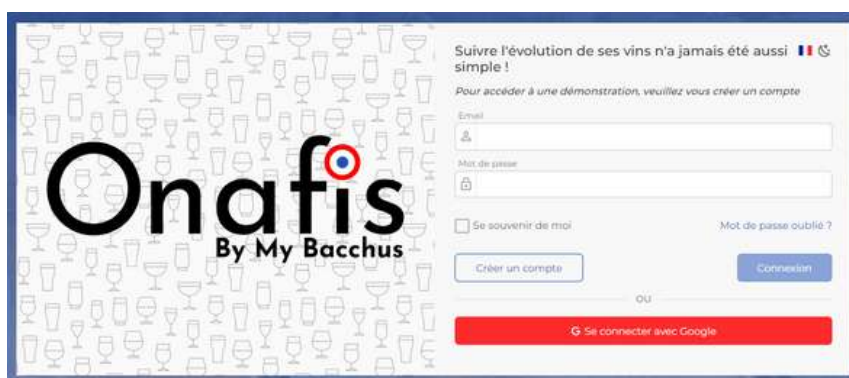 Onafis
By My Bacchus
Suivre l'évolution de ses vins n'a jamais été aussi
simple !
Pour accéder à une démonstration, veuillez vous créer un compte
Email
Mot de passe
Se souvenir de moi
Mot de passe oublié ?
Créer un compte
Connexion
OU
G Se connecter avec Google